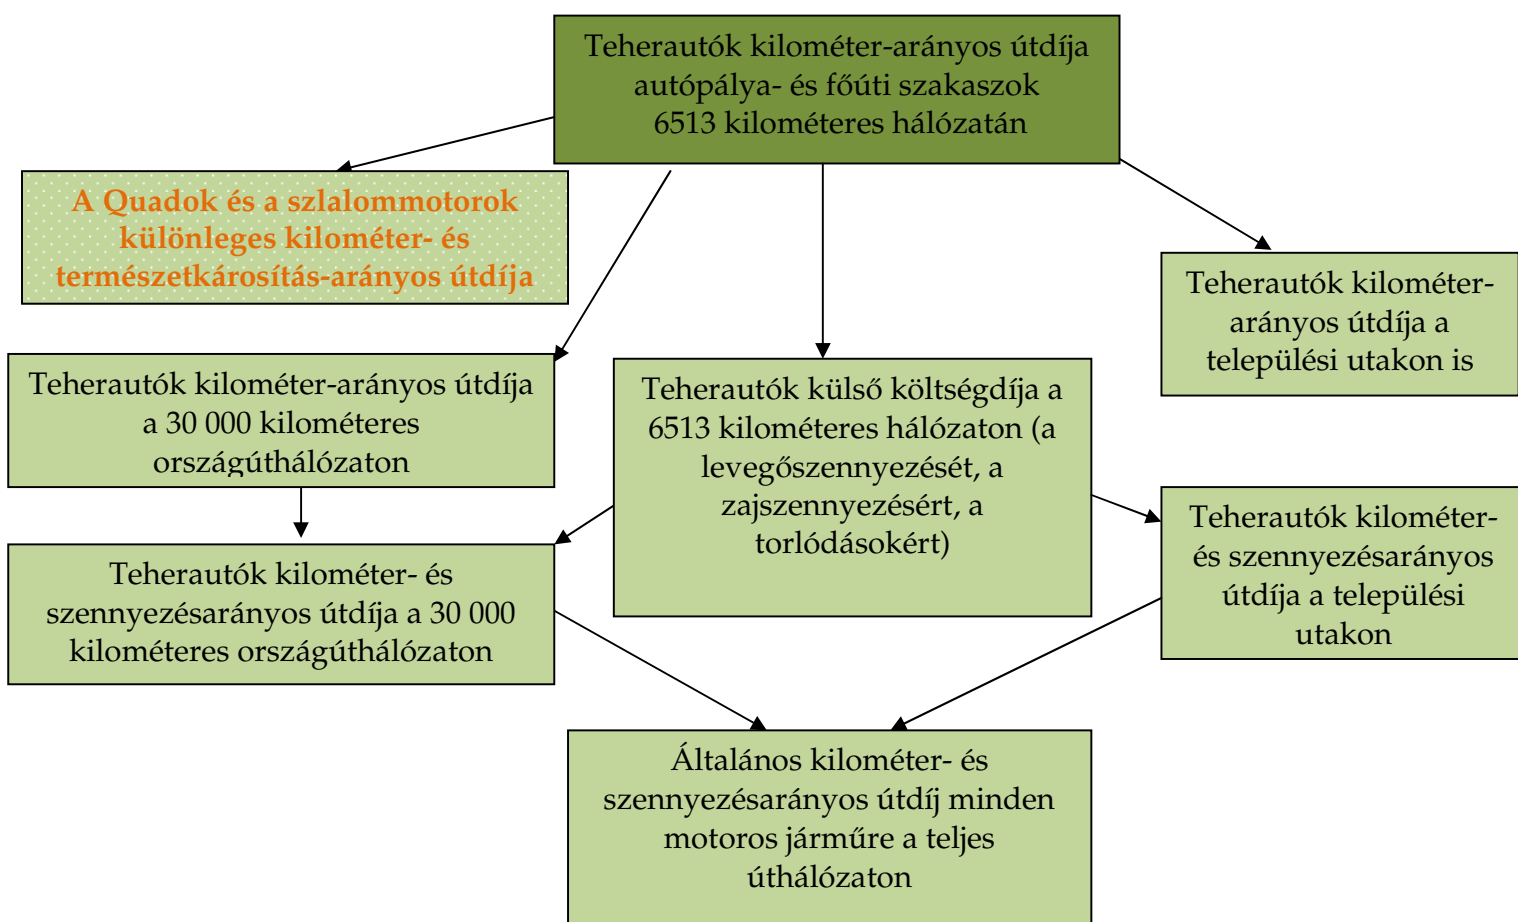 Teherautók kilométer-arányos útdíja
autópálya- és főúti szakaszok
6513 kilométeres hálózatán
A Quadok és a szlalommotorok
különleges kilométer- és
természetkárosítás-arányos útdíja
Teherautók kilométer-
arányos útdíja a
települési utakon is
Teherautók kilométer-arányos útdíja
a 30 000 kilométeres
országúthálózaton
Teherautók külső költségdíja a
6513 kilométeres hálózaton (a
levegőszennyezését, a
zajszennyezésért, a
torlódásokért)
Teherautók kilométer-
és szennyezésarányos
útdíja a települési
utakon
Teherautók kilométer- és
szennyezésarányos útdíja a 30 000
kilométeres országúthálózaton
Általános kilométer- és
szennyezésarányos útdíj minden
motoros járműre a teljes
úthálózaton